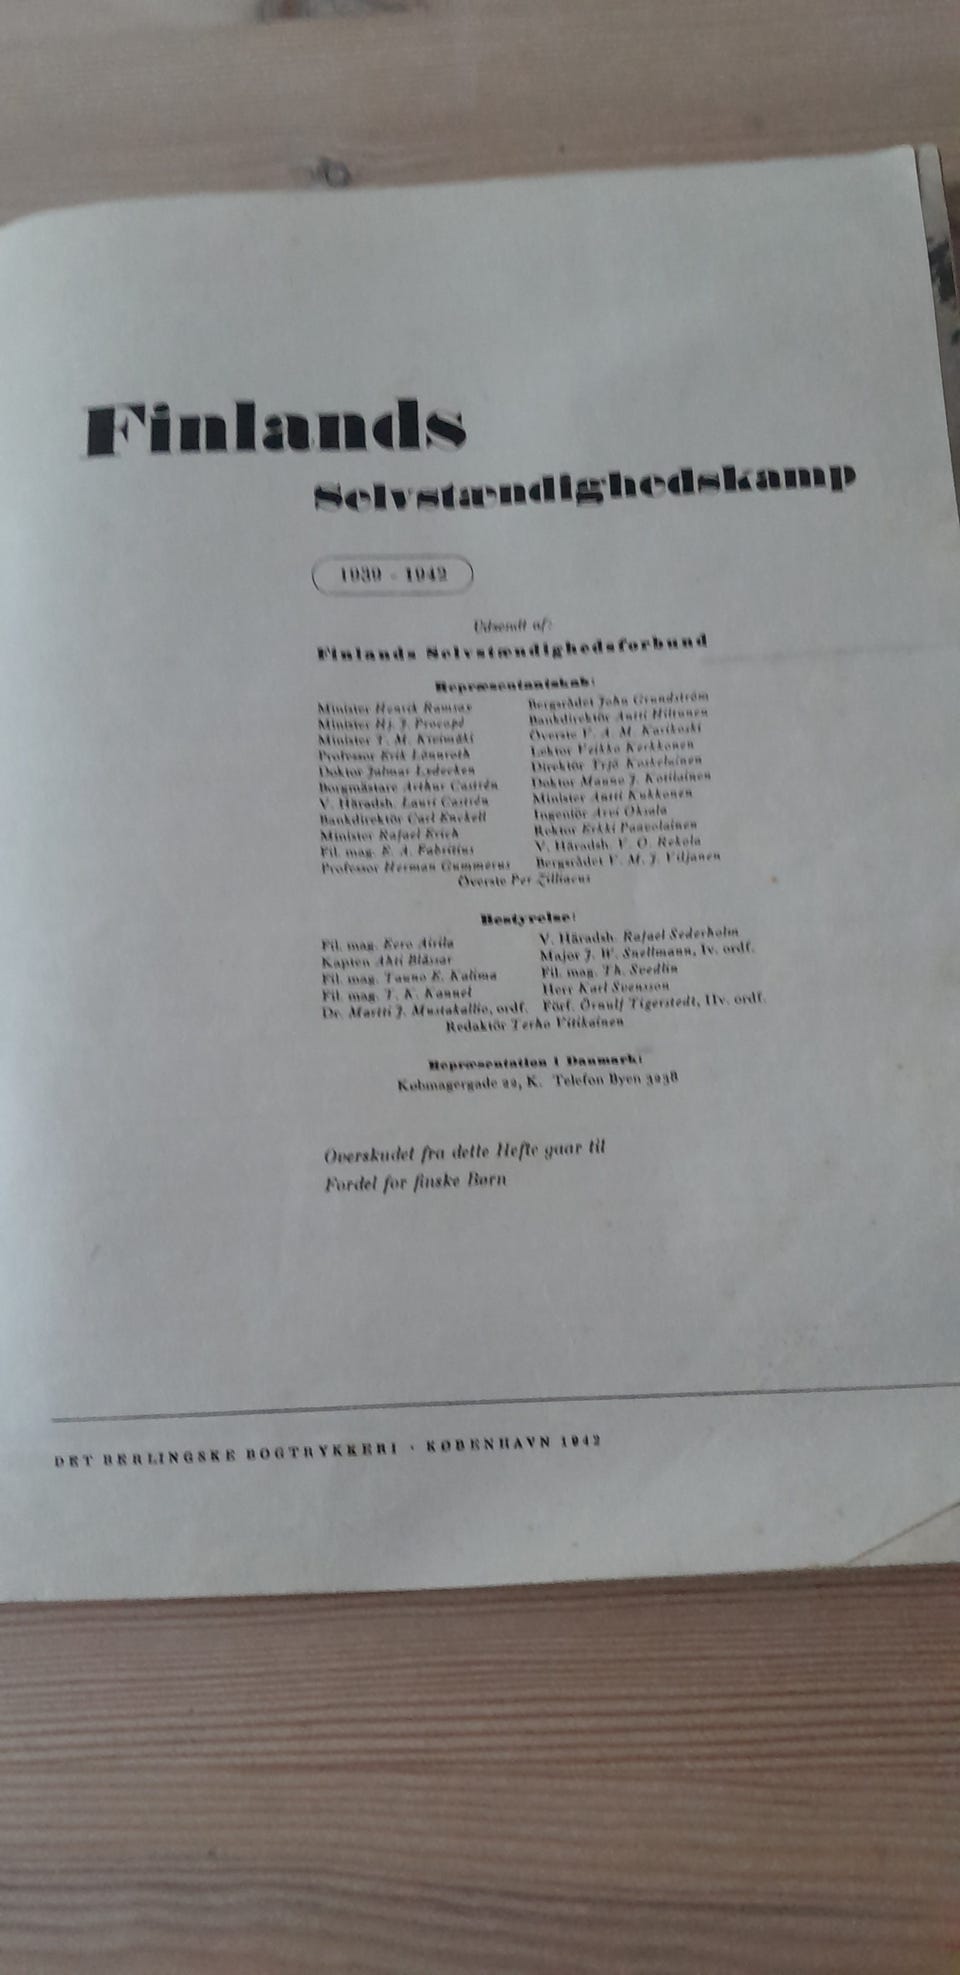 Finlands
Selvstændighedskamp
1939 - 1942
Udsendt af:
Finlands Selvstændighedsforbund
Repræsentantskab:
Minister Henrik Ramsay
Minister Hj. J. Procopé
Minister T. M. Kivimäki
Professor Erik Lönnroth
Doktor Jalmar Lydecken
Borgmästare Arthur Castrén
V. Häradsh. Lauri Castrén
Bankdirektör Carl Enckell
Minister Rafael Erich
Fil. mag. E. A. Fabritius
Professor Herman Gummerus
Bergsrådet John Grundström
Bankdirektör Antti Hiltunen
Överste V. A. M. Karikoski
Lektor Veikko Kerkkonen
Direktör Yrjö Koskelainen
Doktor Manno J. Kotilainen
Minister Antti Kukkonen
Ingeniör Arvi Oksala
Rektor Erkki Paavolainen
V. Häradsh. V. O. Rekola
Bergsrådet V. M. J. Viljanen
Överste Per Zilliacus
Bestyrelse:
Fil. mag. Eero Aivila
Kapten Ahti Blässar
Fil. mag. Tauno E. Kalima
Fil. mag. T. K. Kannel
Dr. Martti J. Mustakallio, ordf.
V. Häradsh. Rafael Sederholm
Major J. W. Snellmann, Iv. ordf.
Fil. mag. Th. Svedlin
Herr Karl Svensson
Förf. Örnulf Tigerstedt, IIv. ordf.
Redaktör Terho Vitikainen
Repræsentation i Danmark:
Købmagergade 22, K. Telefon Byen 3938
Overskudet fra dette Hefte gaar til
Fordel for finske Børn
DET BERLINGSKE BOGTRYKKERI · KØBENHAVN 1942